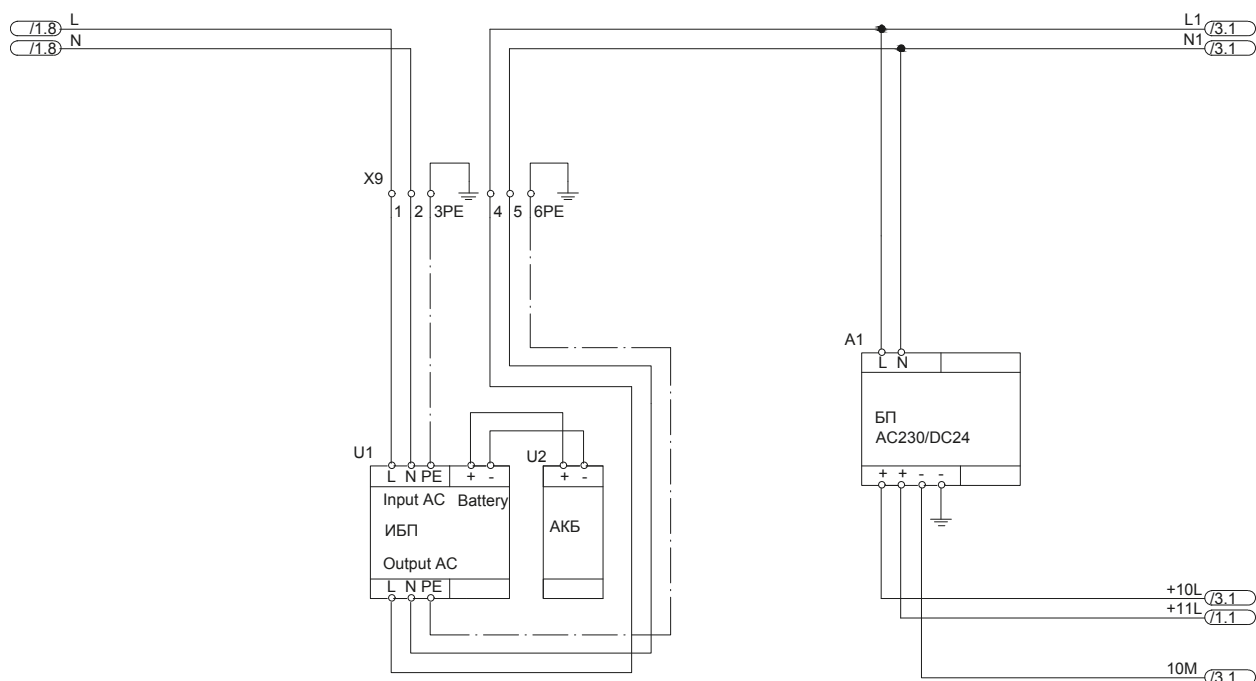 /1.8 L L1 /3.1
/1.8 N N1 /3.1
X9 1 2 3PE 4 5 6PE
A1
L N
БП
AC230/DC24
+ + - -
U1 U2
L N PE + - + -
Input AC Battery
ИБП АКБ
Output AC
L N PE
+10L /3.1
+11L /1.1
10M /3.1